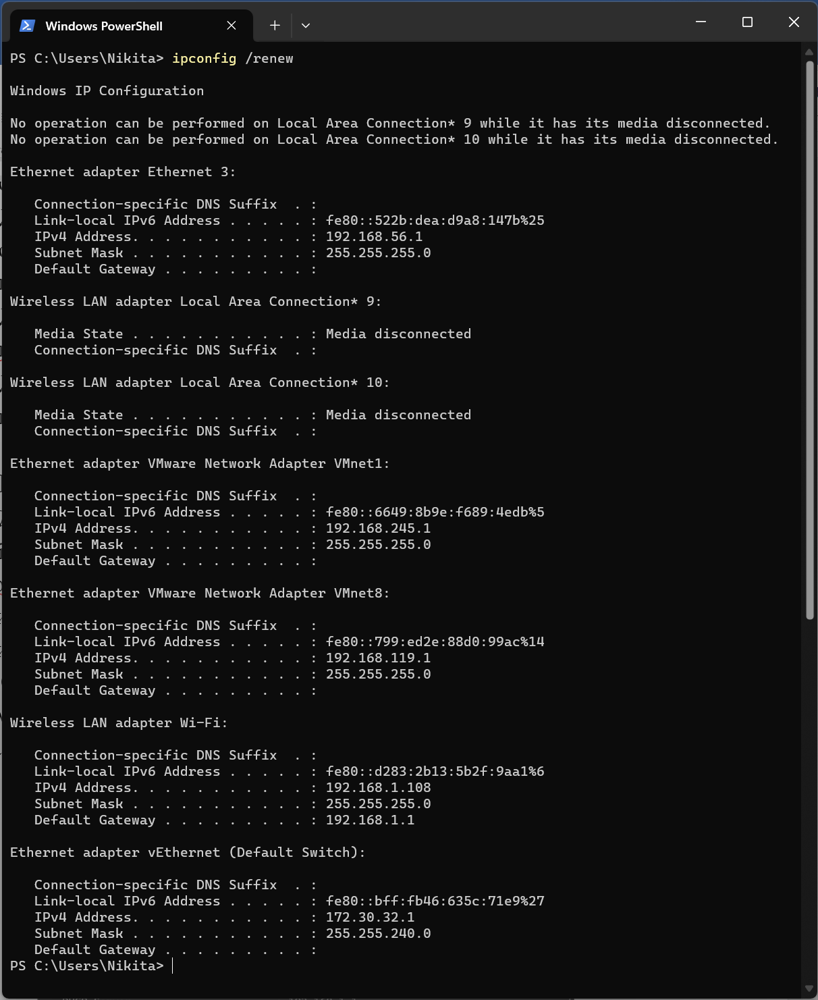 Windows PowerShell
PS C:\Users\Nikita> ipconfig /renew
Windows IP Configuration
No operation can be performed on Local Area Connection* 9 while it has its media disconnected.
No operation can be performed on Local Area Connection* 10 while it has its media disconnected.
Ethernet adapter Ethernet 3:
Connection-specific DNS Suffix  . :
Link-local IPv6 Address . . . . . : fe80::522b:dea:d9a8:147b%25
IPv4 Address. . . . . . . . . . . : 192.168.56.1
Subnet Mask . . . . . . . . . . . : 255.255.255.0
Default Gateway . . . . . . . . . :
Wireless LAN adapter Local Area Connection* 9:
Media State . . . . . . . . . . . : Media disconnected
Connection-specific DNS Suffix  . :
Wireless LAN adapter Local Area Connection* 10:
Media State . . . . . . . . . . . : Media disconnected
Connection-specific DNS Suffix  . :
Ethernet adapter VMware Network Adapter VMnet1:
Connection-specific DNS Suffix  . :
Link-local IPv6 Address . . . . . : fe80::6649:8b9e:f689:4edb%5
IPv4 Address. . . . . . . . . . . : 192.168.245.1
Subnet Mask . . . . . . . . . . . : 255.255.255.0
Default Gateway . . . . . . . . . :
Ethernet adapter VMware Network Adapter VMnet8:
Connection-specific DNS Suffix  . :
Link-local IPv6 Address . . . . . : fe80::799:ed2e:88d0:99ac%14
IPv4 Address. . . . . . . . . . . : 192.168.119.1
Subnet Mask . . . . . . . . . . . : 255.255.255.0
Default Gateway . . . . . . . . . :
Wireless LAN adapter Wi-Fi:
Connection-specific DNS Suffix  . :
Link-local IPv6 Address . . . . . : fe80::d283:2b13:5b2f:9aa1%6
IPv4 Address. . . . . . . . . . . : 192.168.1.108
Subnet Mask . . . . . . . . . . . : 255.255.255.0
Default Gateway . . . . . . . . . : 192.168.1.1
Ethernet adapter vEthernet (Default Switch):
Connection-specific DNS Suffix  . :
Link-local IPv6 Address . . . . . : fe80::bff:fb46:635c:71e9%27
IPv4 Address. . . . . . . . . . . : 172.30.32.1
Subnet Mask . . . . . . . . . . . : 255.255.240.0
Default Gateway . . . . . . . . . :
PS C:\Users\Nikita>